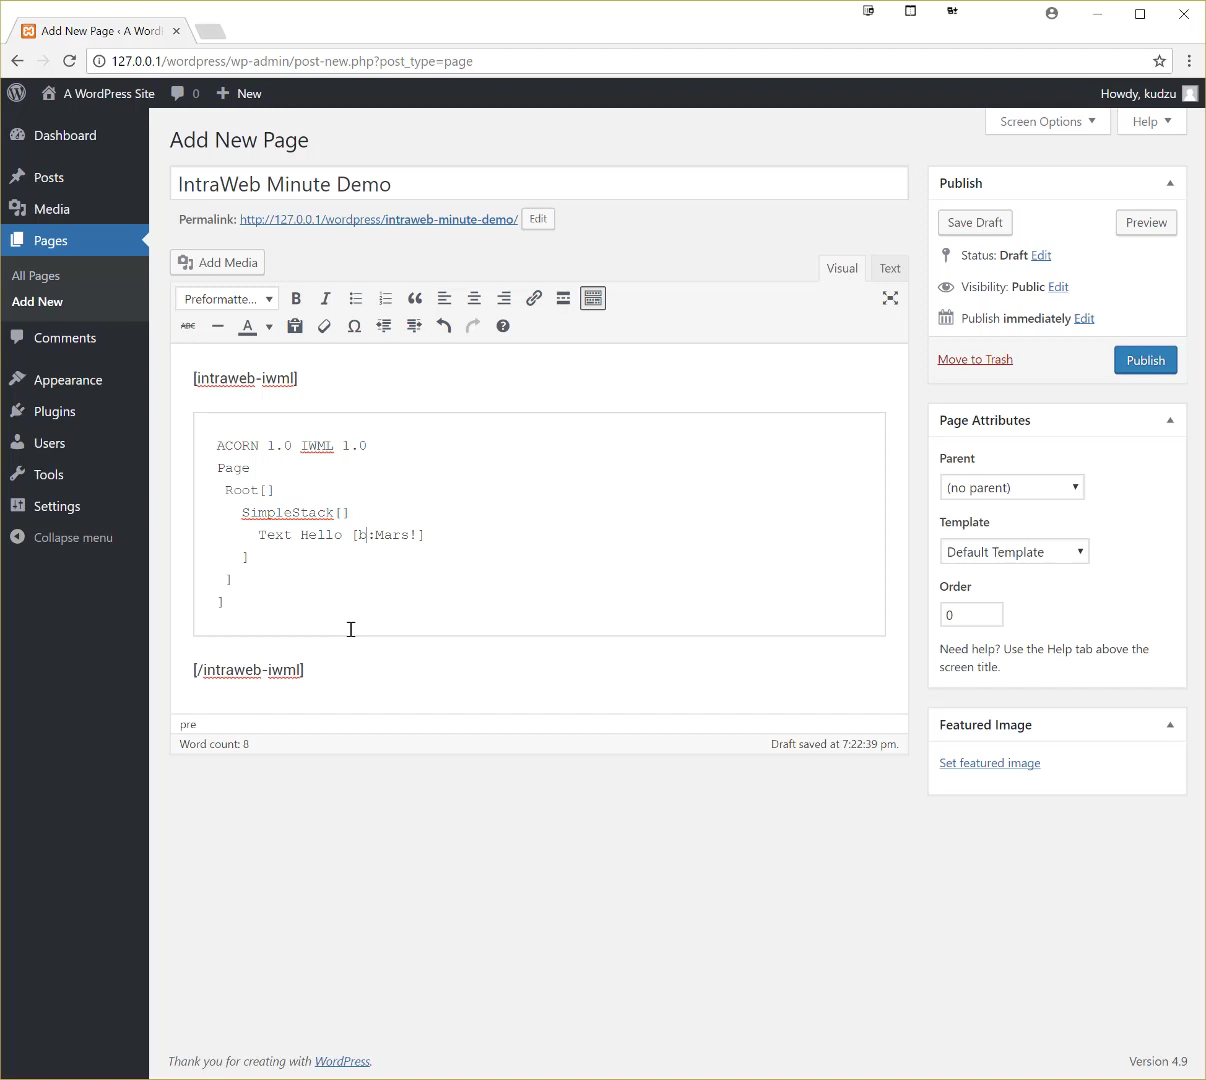 Add New Page ‹ A Word
127.0.0.1/wordpress/wp-admin/post-new.php?post_type=page
A WordPress Site 0 New Howdy, kudzu
Dashboard
Posts
Media
Pages
All Pages
Add New
Comments
Appearance
Plugins
Users
Tools
Settings
Collapse menu
Screen Options Help
Add New Page
IntraWeb Minute Demo
Permalink: http://127.0.0.1/wordpress/intraweb-minute-demo/ Edit
Add Media
Visual Text
Preformatte... B I
ABC A
[intraweb-iwml]
ACORN 1.0 IWML 1.0
Page
Root[]
SimpleStack[]
Text Hello [b:Mars!]
]
]
]
[/intraweb-iwml]
pre
Word count: 8 Draft saved at 7:22:39 pm.
Publish
Save Draft Preview
Status: Draft Edit
Visibility: Public Edit
Publish immediately Edit
Move to Trash Publish
Page Attributes
Parent
(no parent)
Template
Default Template
Order
0
Need help? Use the Help tab above the
screen title.
Featured Image
Set featured image
Thank you for creating with WordPress. Version 4.9